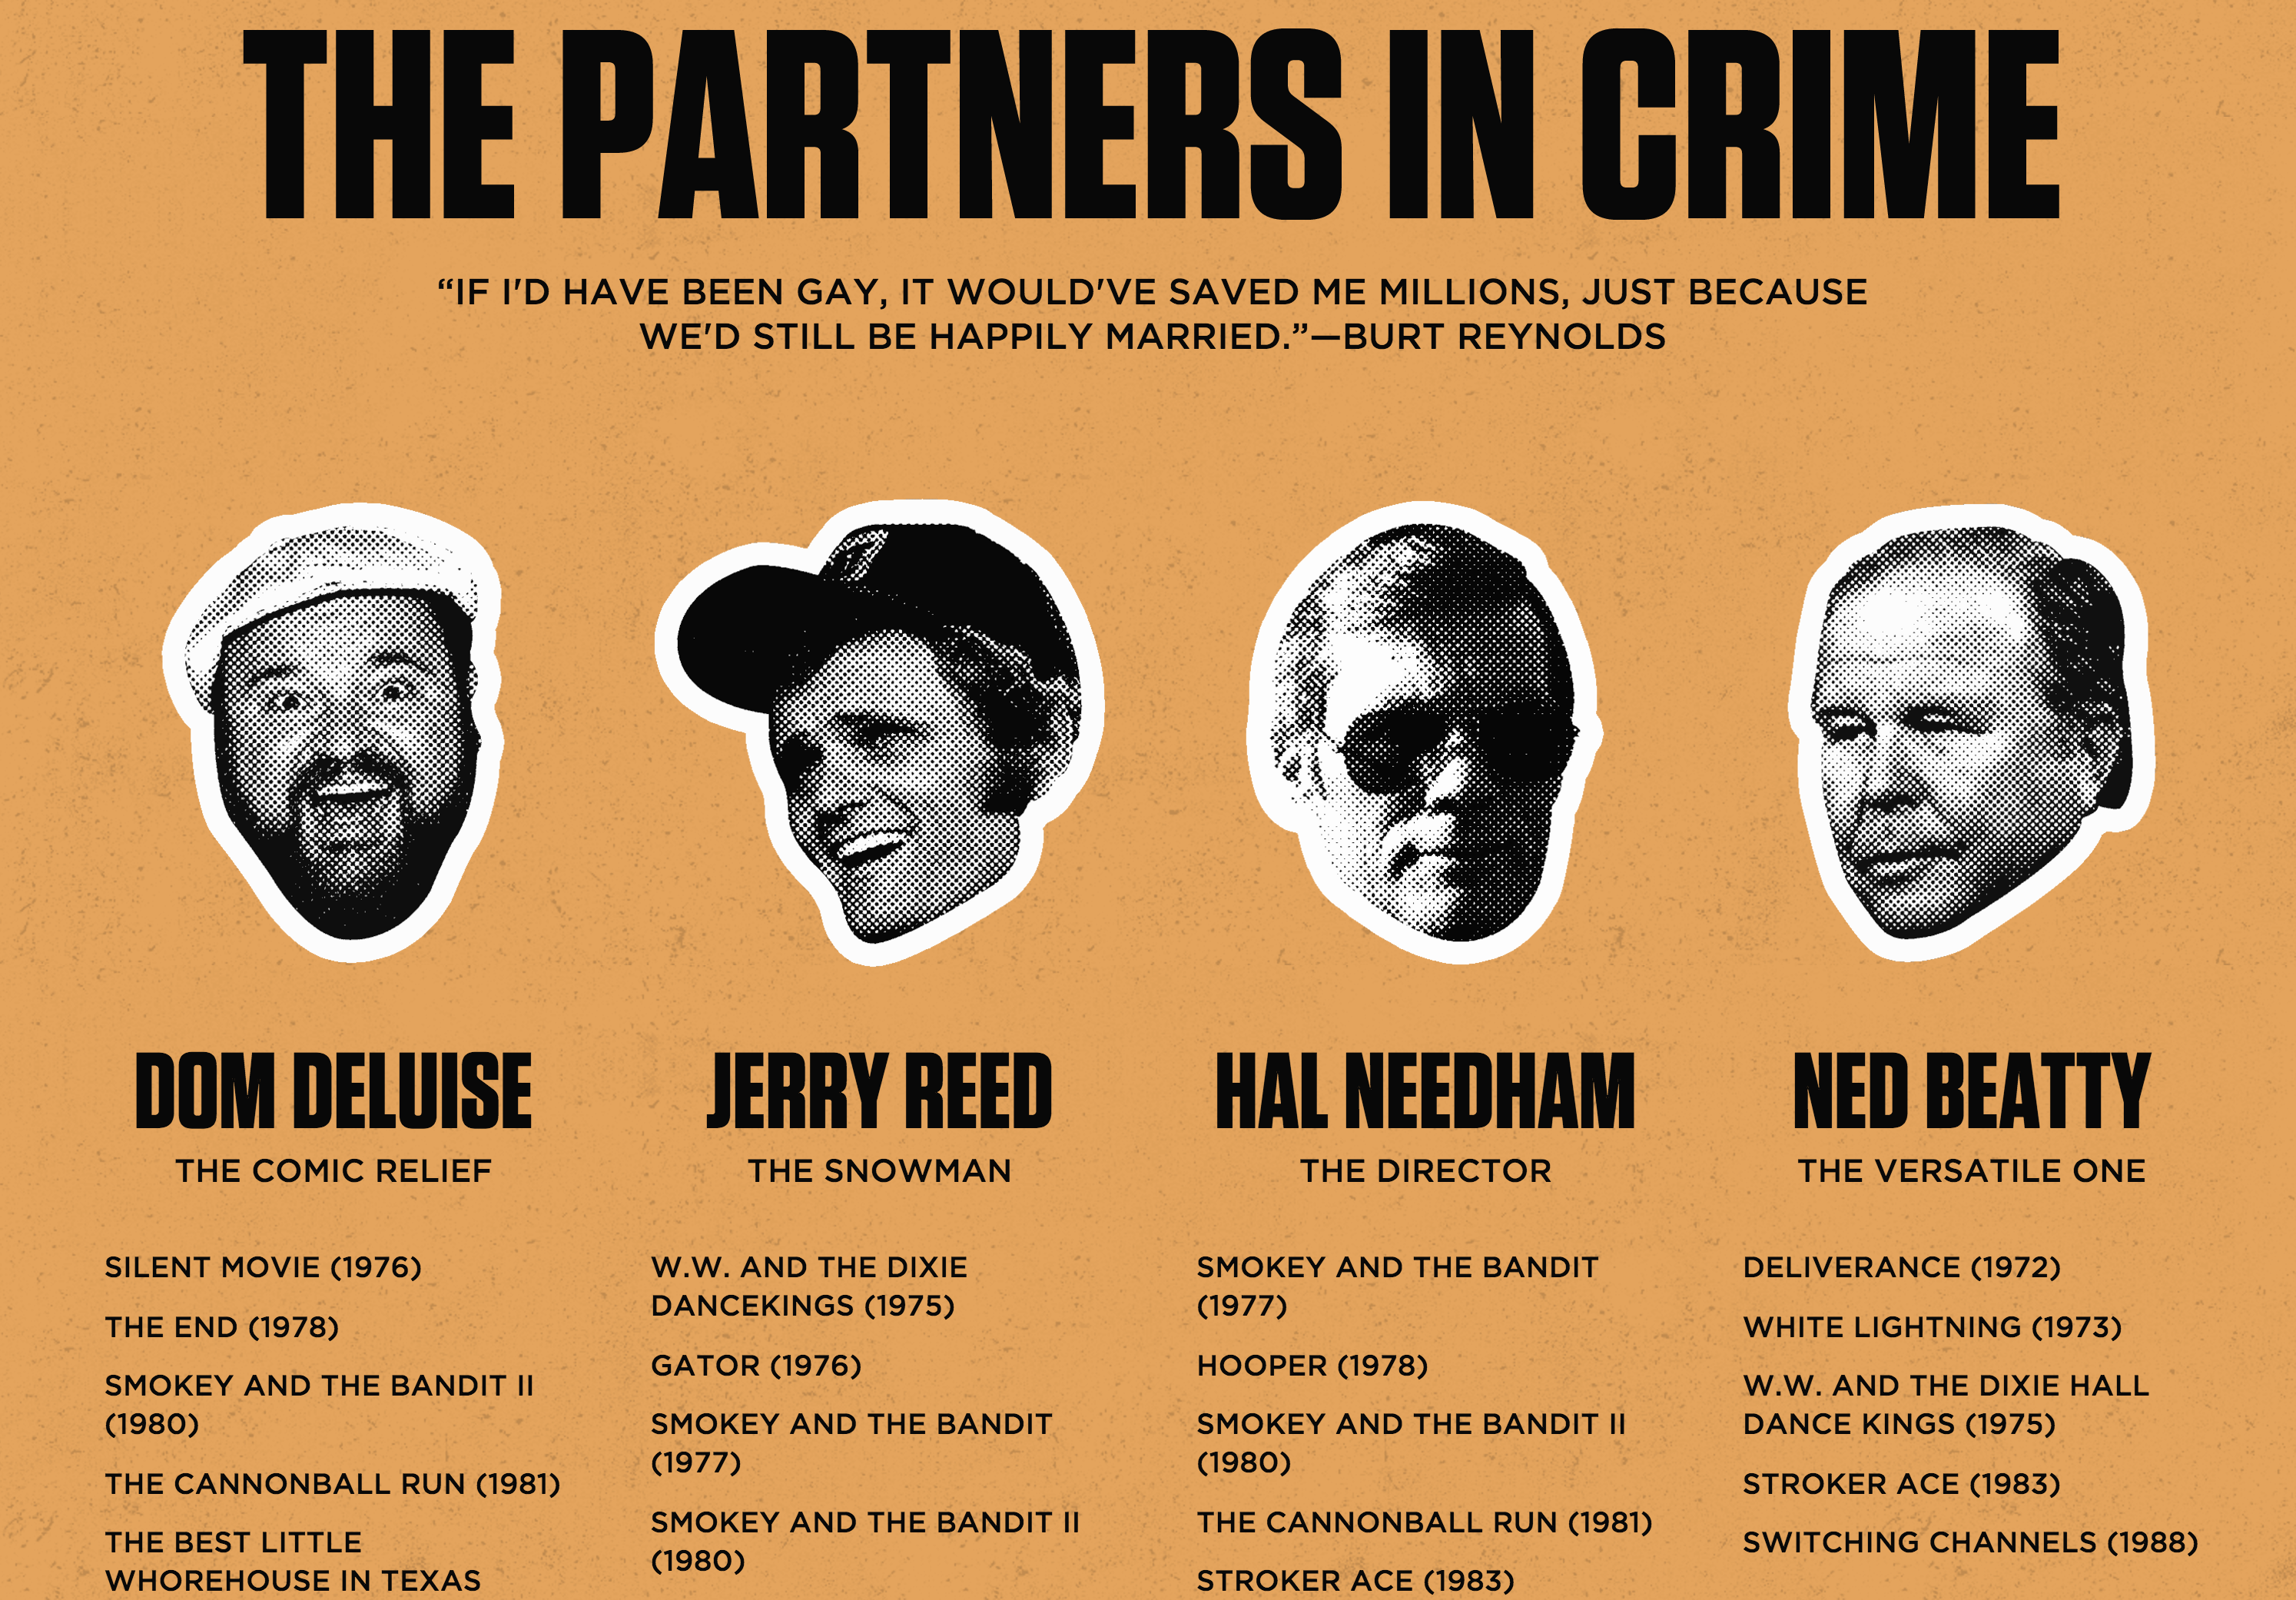 THE PARTNERS IN CRIME
“IF I'D HAVE BEEN GAY, IT WOULD'VE SAVED ME MILLIONS, JUST BECAUSE
WE'D STILL BE HAPPILY MARRIED.”—BURT REYNOLDS
DOM DELUISE
THE COMIC RELIEF
SILENT MOVIE (1976)
THE END (1978)
SMOKEY AND THE BANDIT II
(1980)
THE CANNONBALL RUN (1981)
THE BEST LITTLE
WHOREHOUSE IN TEXAS
JERRY REED
THE SNOWMAN
W.W. AND THE DIXIE
DANCEKINGS (1975)
GATOR (1976)
SMOKEY AND THE BANDIT
(1977)
SMOKEY AND THE BANDIT II
(1980)
HAL NEEDHAM
THE DIRECTOR
SMOKEY AND THE BANDIT
(1977)
HOOPER (1978)
SMOKEY AND THE BANDIT II
(1980)
THE CANNONBALL RUN (1981)
STROKER ACE (1983)
NED BEATTY
THE VERSATILE ONE
DELIVERANCE (1972)
WHITE LIGHTNING (1973)
W.W. AND THE DIXIE HALL
DANCE KINGS (1975)
STROKER ACE (1983)
SWITCHING CHANNELS (1988)